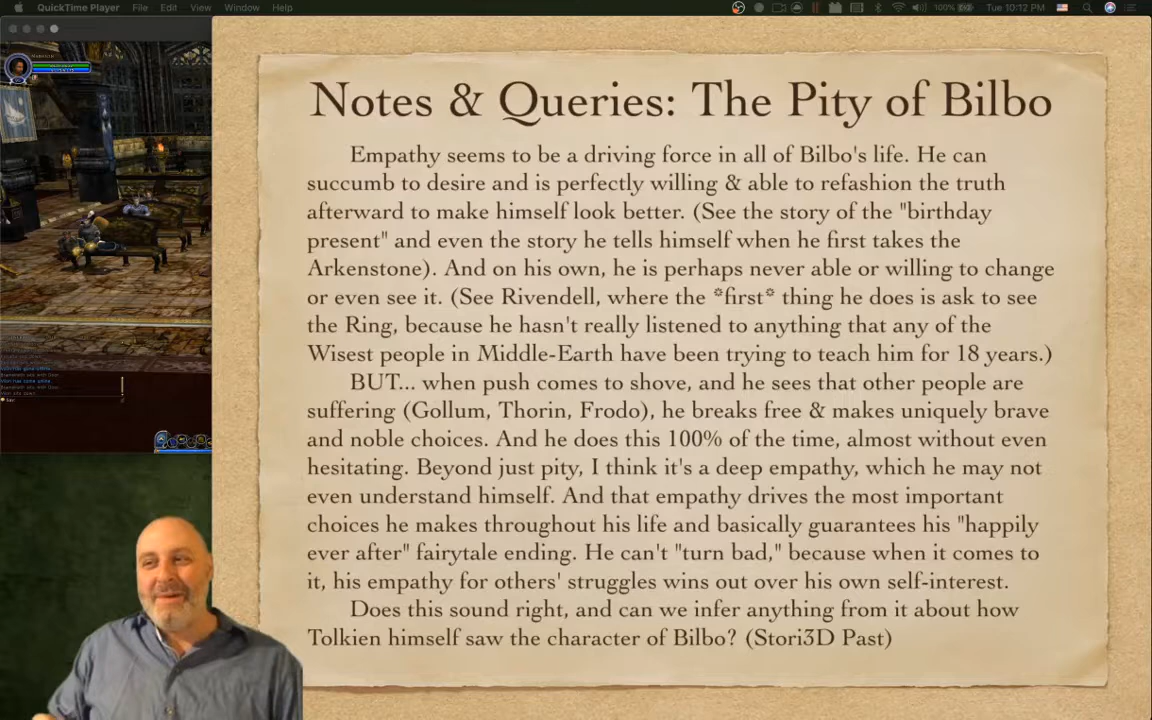 QuickTime Player File Edit View Window Help
100% Tue 10:12 PM
Notes & Queries: The Pity of Bilbo
Empathy seems to be a driving force in all of Bilbo's life. He can
succumb to desire and is perfectly willing & able to refashion the truth
afterward to make himself look better. (See the story of the "birthday
present" and even the story he tells himself when he first takes the
Arkenstone). And on his own, he is perhaps never able or willing to change
or even see it. (See Rivendell, where the *first* thing he does is ask to see
the Ring, because he hasn't really listened to anything that any of the
Wisest people in Middle-Earth have been trying to teach him for 18 years.)
BUT... when push comes to shove, and he sees that other people are
suffering (Gollum, Thorin, Frodo), he breaks free & makes uniquely brave
and noble choices. And he does this 100% of the time, almost without even
hesitating. Beyond just pity, I think it's a deep empathy, which he may not
even understand himself. And that empathy drives the most important
choices he makes throughout his life and basically guarantees his "happily
ever after" fairytale ending. He can't "turn bad," because when it comes to
it, his empathy for others' struggles wins out over his own self-interest.
Does this sound right, and can we infer anything from it about how
Tolkien himself saw the character of Bilbo? (Stori3D Past)